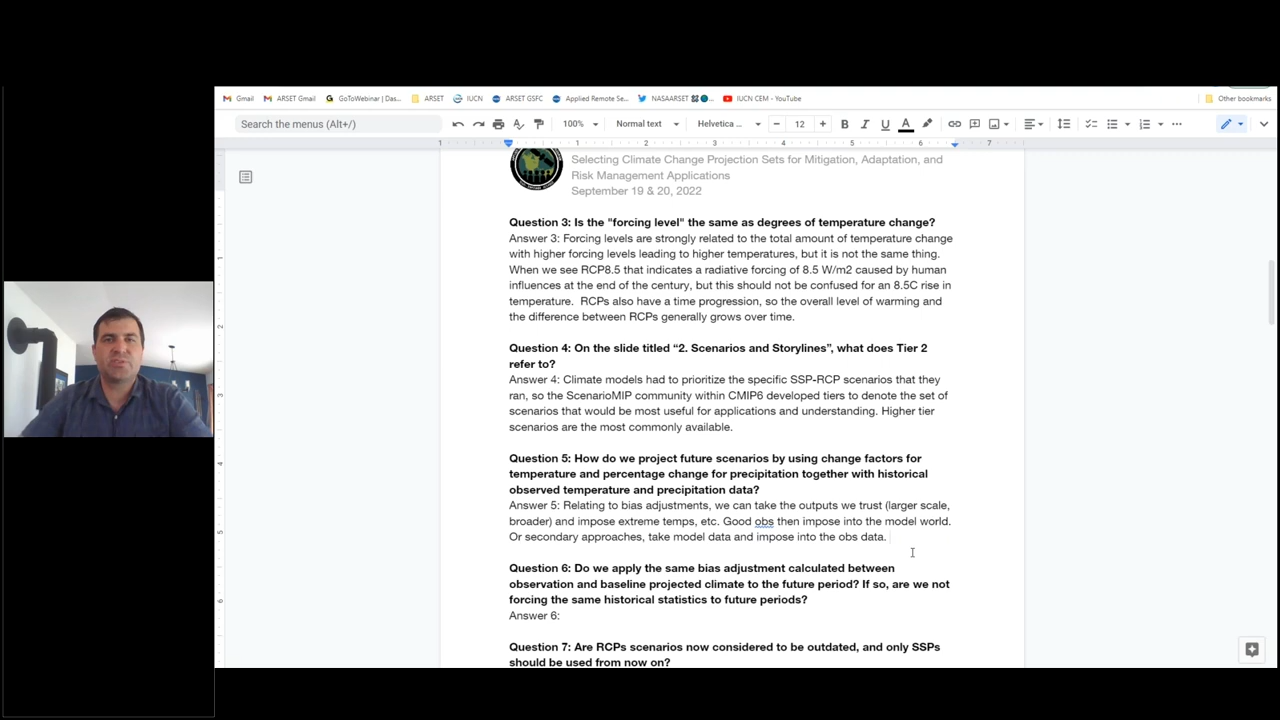 Gmail ARSET Gmail GoToWebinar | Das... ARSET IUCN ARSET GSFC Applied Remote Se... NASAARSET IUCN CEM - YouTube Other bookmarks
Search the menus (Alt+/) 100% Normal text Helvetica ... − 12 + B I U A
1 1 2 3 4 5 6 7
Selecting Climate Change Projection Sets for Mitigation, Adaptation, and
Risk Management Applications
September 19 & 20, 2022
Question 3: Is the "forcing level" the same as degrees of temperature change?
Answer 3: Forcing levels are strongly related to the total amount of temperature change
with higher forcing levels leading to higher temperatures, but it is not the same thing.
When we see RCP8.5 that indicates a radiative forcing of 8.5 W/m2 caused by human
influences at the end of the century, but this should not be confused for an 8.5C rise in
temperature.  RCPs also have a time progression, so the overall level of warming and
the difference between RCPs generally grows over time.
Question 4: On the slide titled “2. Scenarios and Storylines”, what does Tier 2
refer to?
Answer 4: Climate models had to prioritize the specific SSP-RCP scenarios that they
ran, so the ScenarioMIP community within CMIP6 developed tiers to denote the set of
scenarios that would be most useful for applications and understanding. Higher tier
scenarios are the most commonly available.
Question 5: How do we project future scenarios by using change factors for
temperature and percentage change for precipitation together with historical
observed temperature and precipitation data?
Answer 5: Relating to bias adjustments, we can take the outputs we trust (larger scale,
broader) and impose extreme temps, etc. Good obs then impose into the model world.
Or secondary approaches, take model data and impose into the obs data.
Question 6: Do we apply the same bias adjustment calculated between
observation and baseline projected climate to the future period? If so, are we not
forcing the same historical statistics to future periods?
Answer 6:
Question 7: Are RCPs scenarios now considered to be outdated, and only SSPs
should be used from now on?